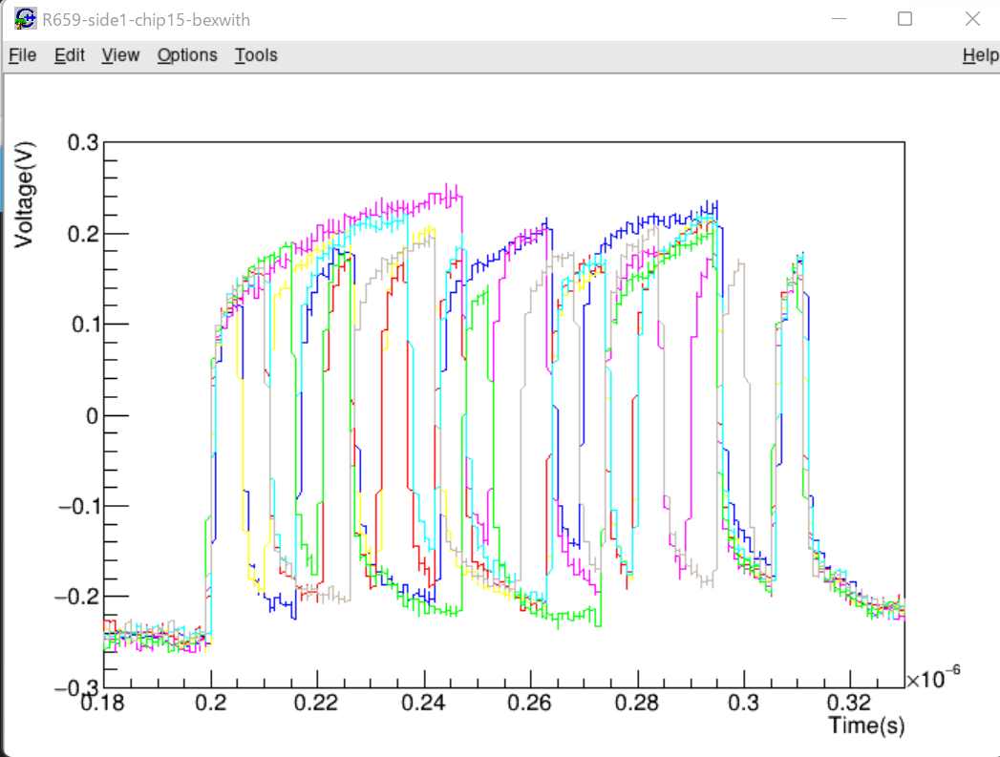 R659-side1-chip15-bexwith
File Edit View Options Tools Help
Voltage(V)
0.3
0.2
0.1
0
−0.1
−0.2
−0.3
0.18 0.2 0.22 0.24 0.26 0.28 0.3 0.32
×10⁻⁶
Time(s)